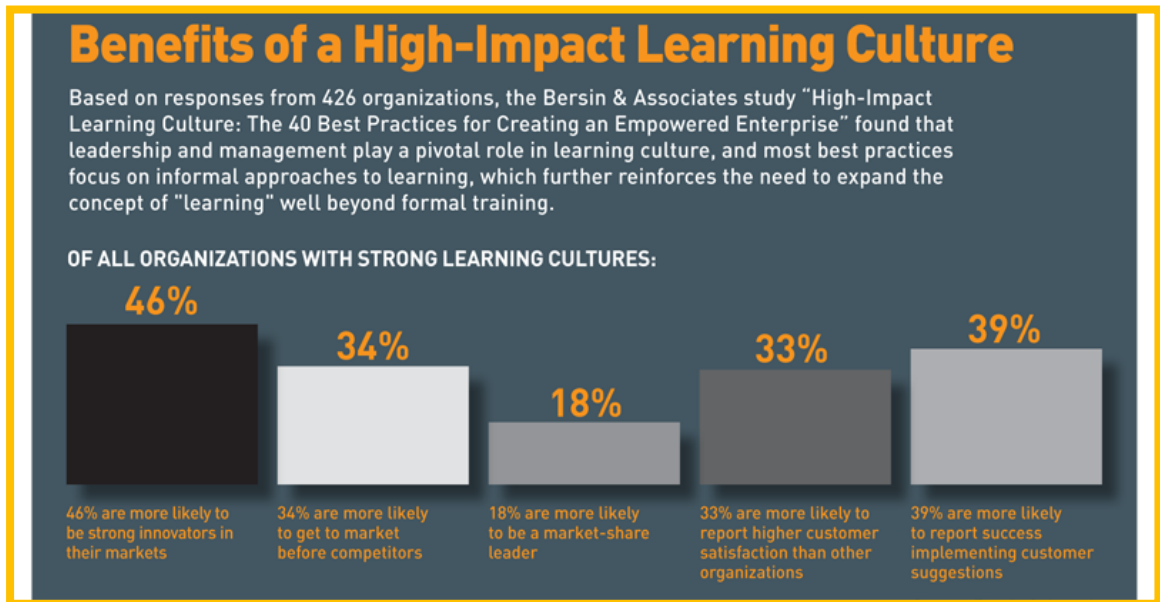 Benefits of a High-Impact Learning Culture
Based on responses from 426 organizations, the Bersin & Associates study “High-Impact
Learning Culture: The 40 Best Practices for Creating an Empowered Enterprise” found that
leadership and management play a pivotal role in learning culture, and most best practices
focus on informal approaches to learning, which further reinforces the need to expand the
concept of "learning" well beyond formal training.
OF ALL ORGANIZATIONS WITH STRONG LEARNING CULTURES:
46%
46% are more likely to
be strong innovators in
their markets
34%
34% are more likely
to get to market
before competitors
18%
18% are more likely
to be a market-share
leader
33%
33% are more likely to
report higher customer
satisfaction than other
organizations
39%
39% are more likely
to report success
implementing customer
suggestions